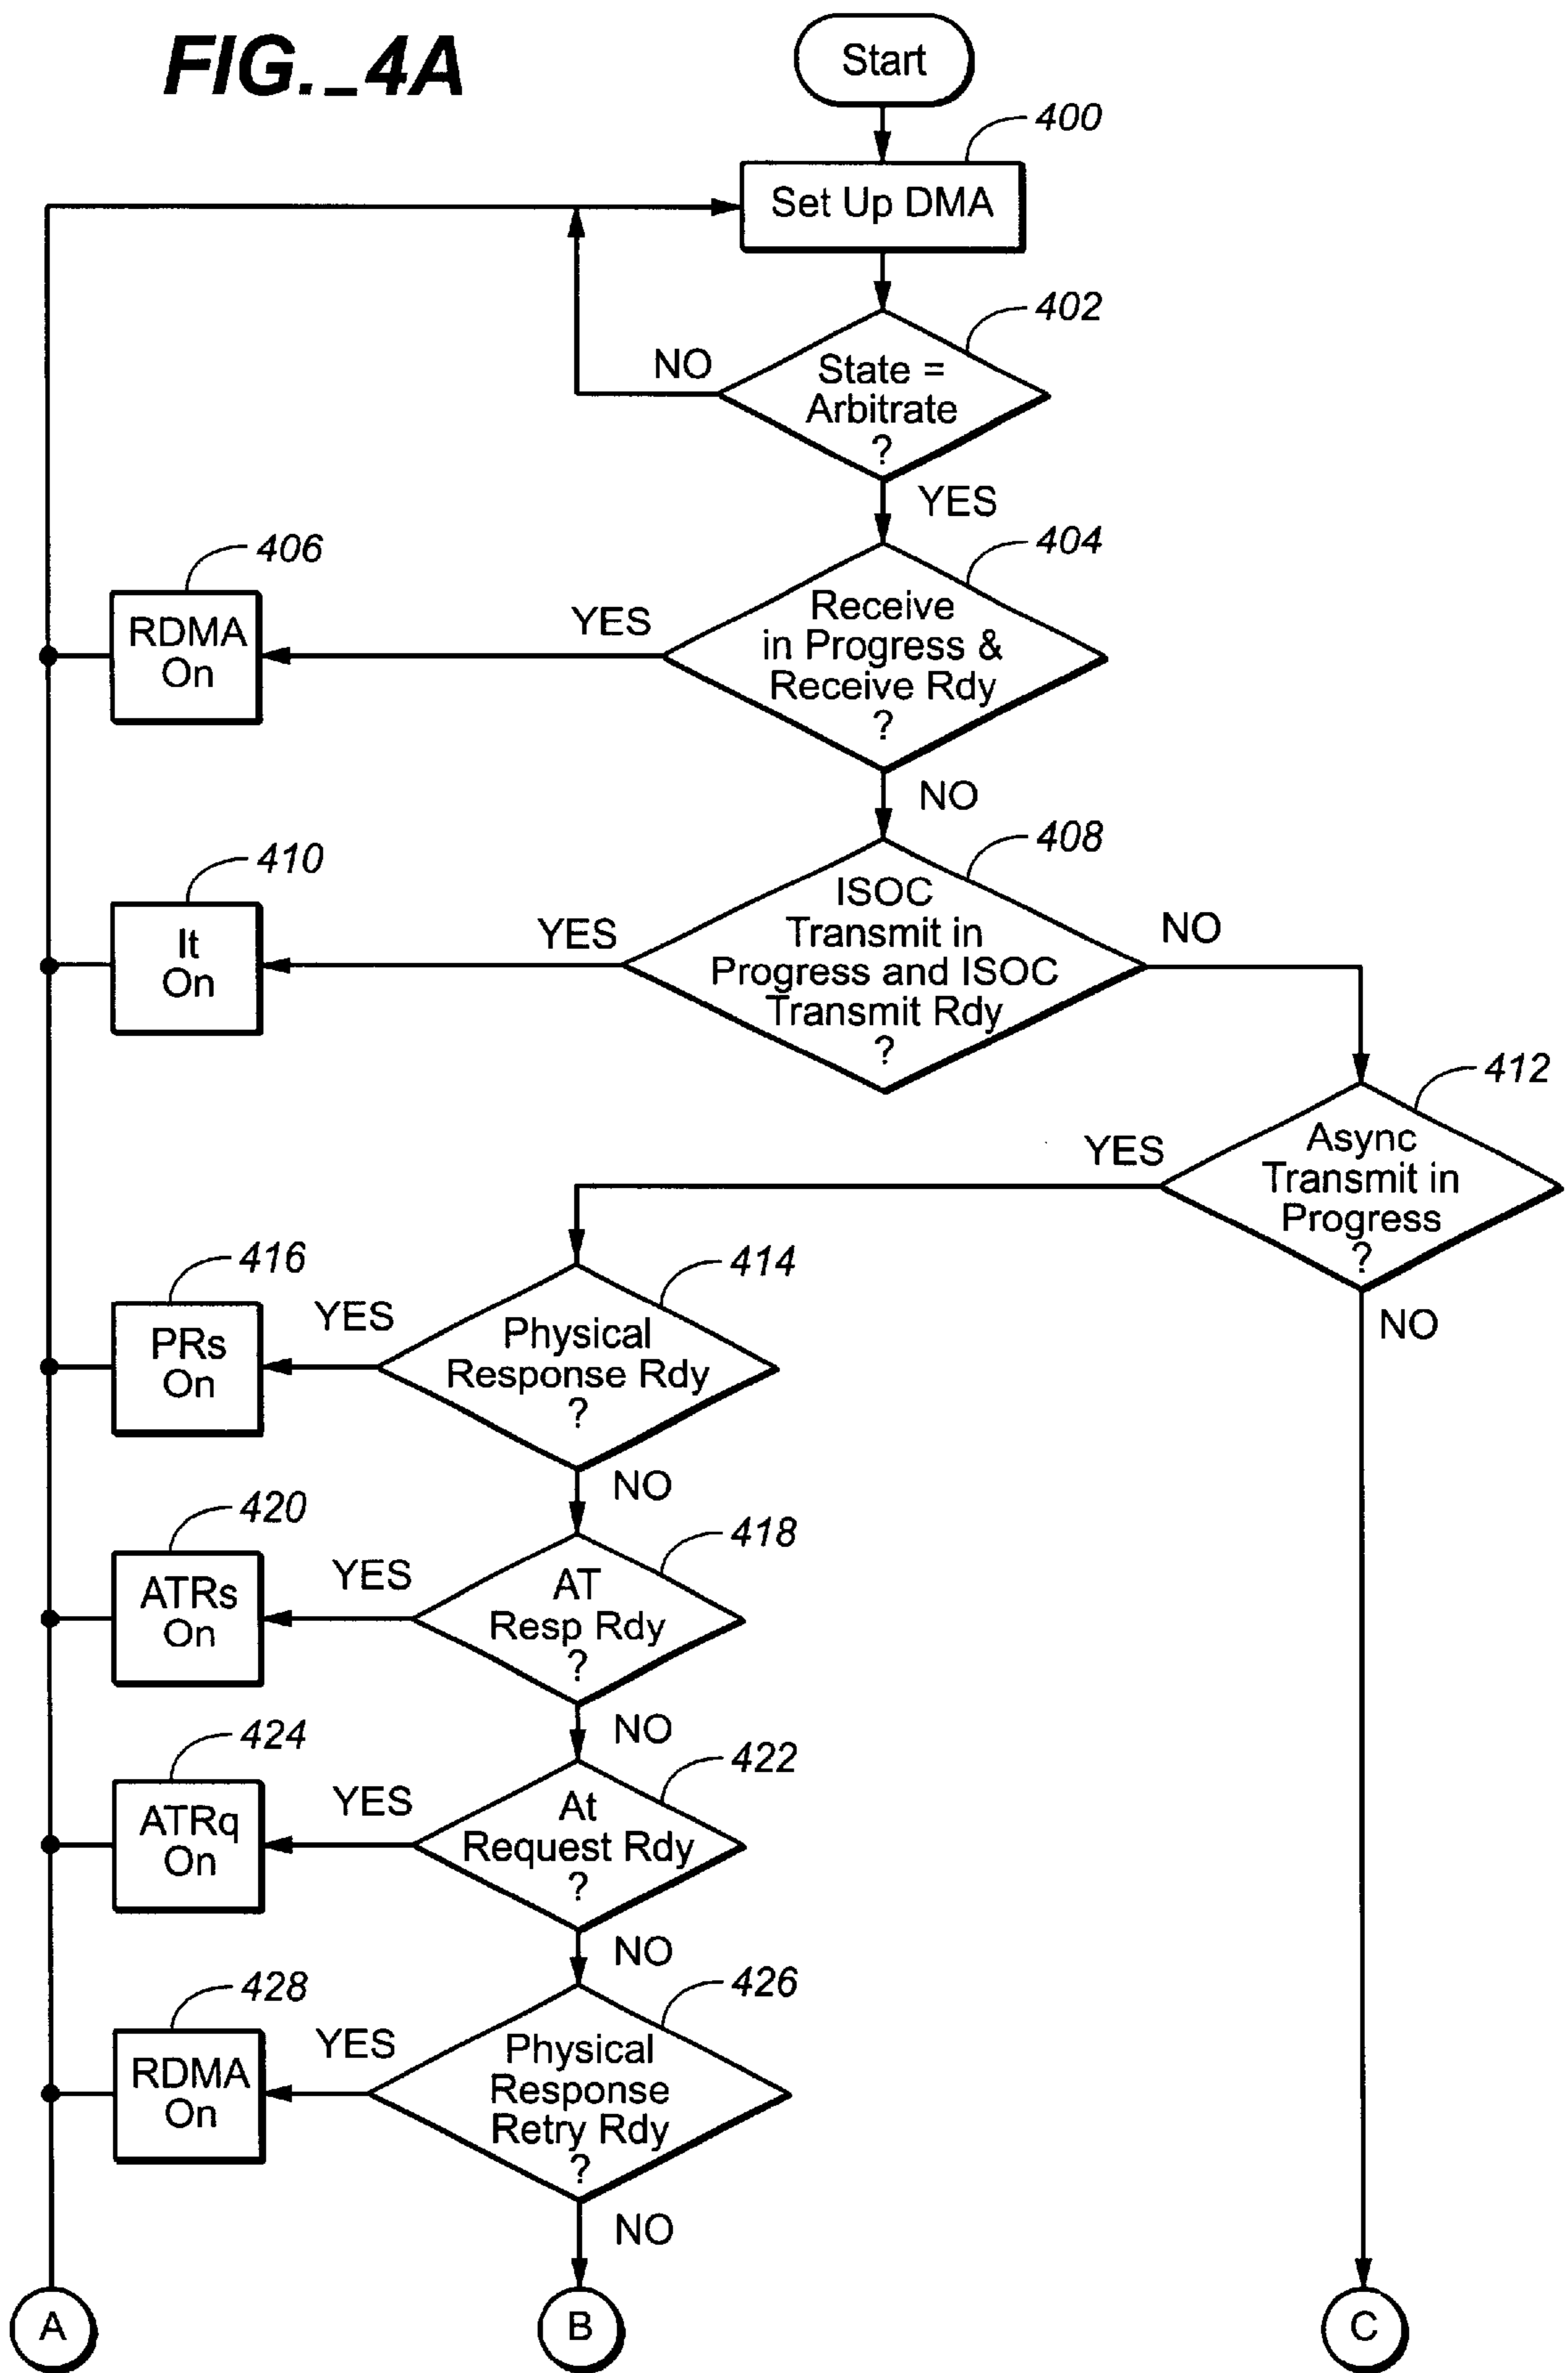 FIG._4A
Start
400
Set Up DMA
402
NO
State =
Arbitrate
?
YES
404
406
Receive
in Progress &
Receive Rdy
?
YES
RDMA
On
NO
408
410
ISOC
Transmit in
Progress and ISOC
Transmit Rdy
?
YES
NO
It
On
412
Async
Transmit in
Progress
?
YES
NO
414
416
Physical
Response Rdy
?
YES
PRs
On
NO
418
420
AT
Resp Rdy
?
YES
ATRs
On
NO
422
424
At
Request Rdy
?
YES
ATRq
On
NO
426
428
Physical
Response
Retry Rdy
?
YES
RDMA
On
NO
A
B
C